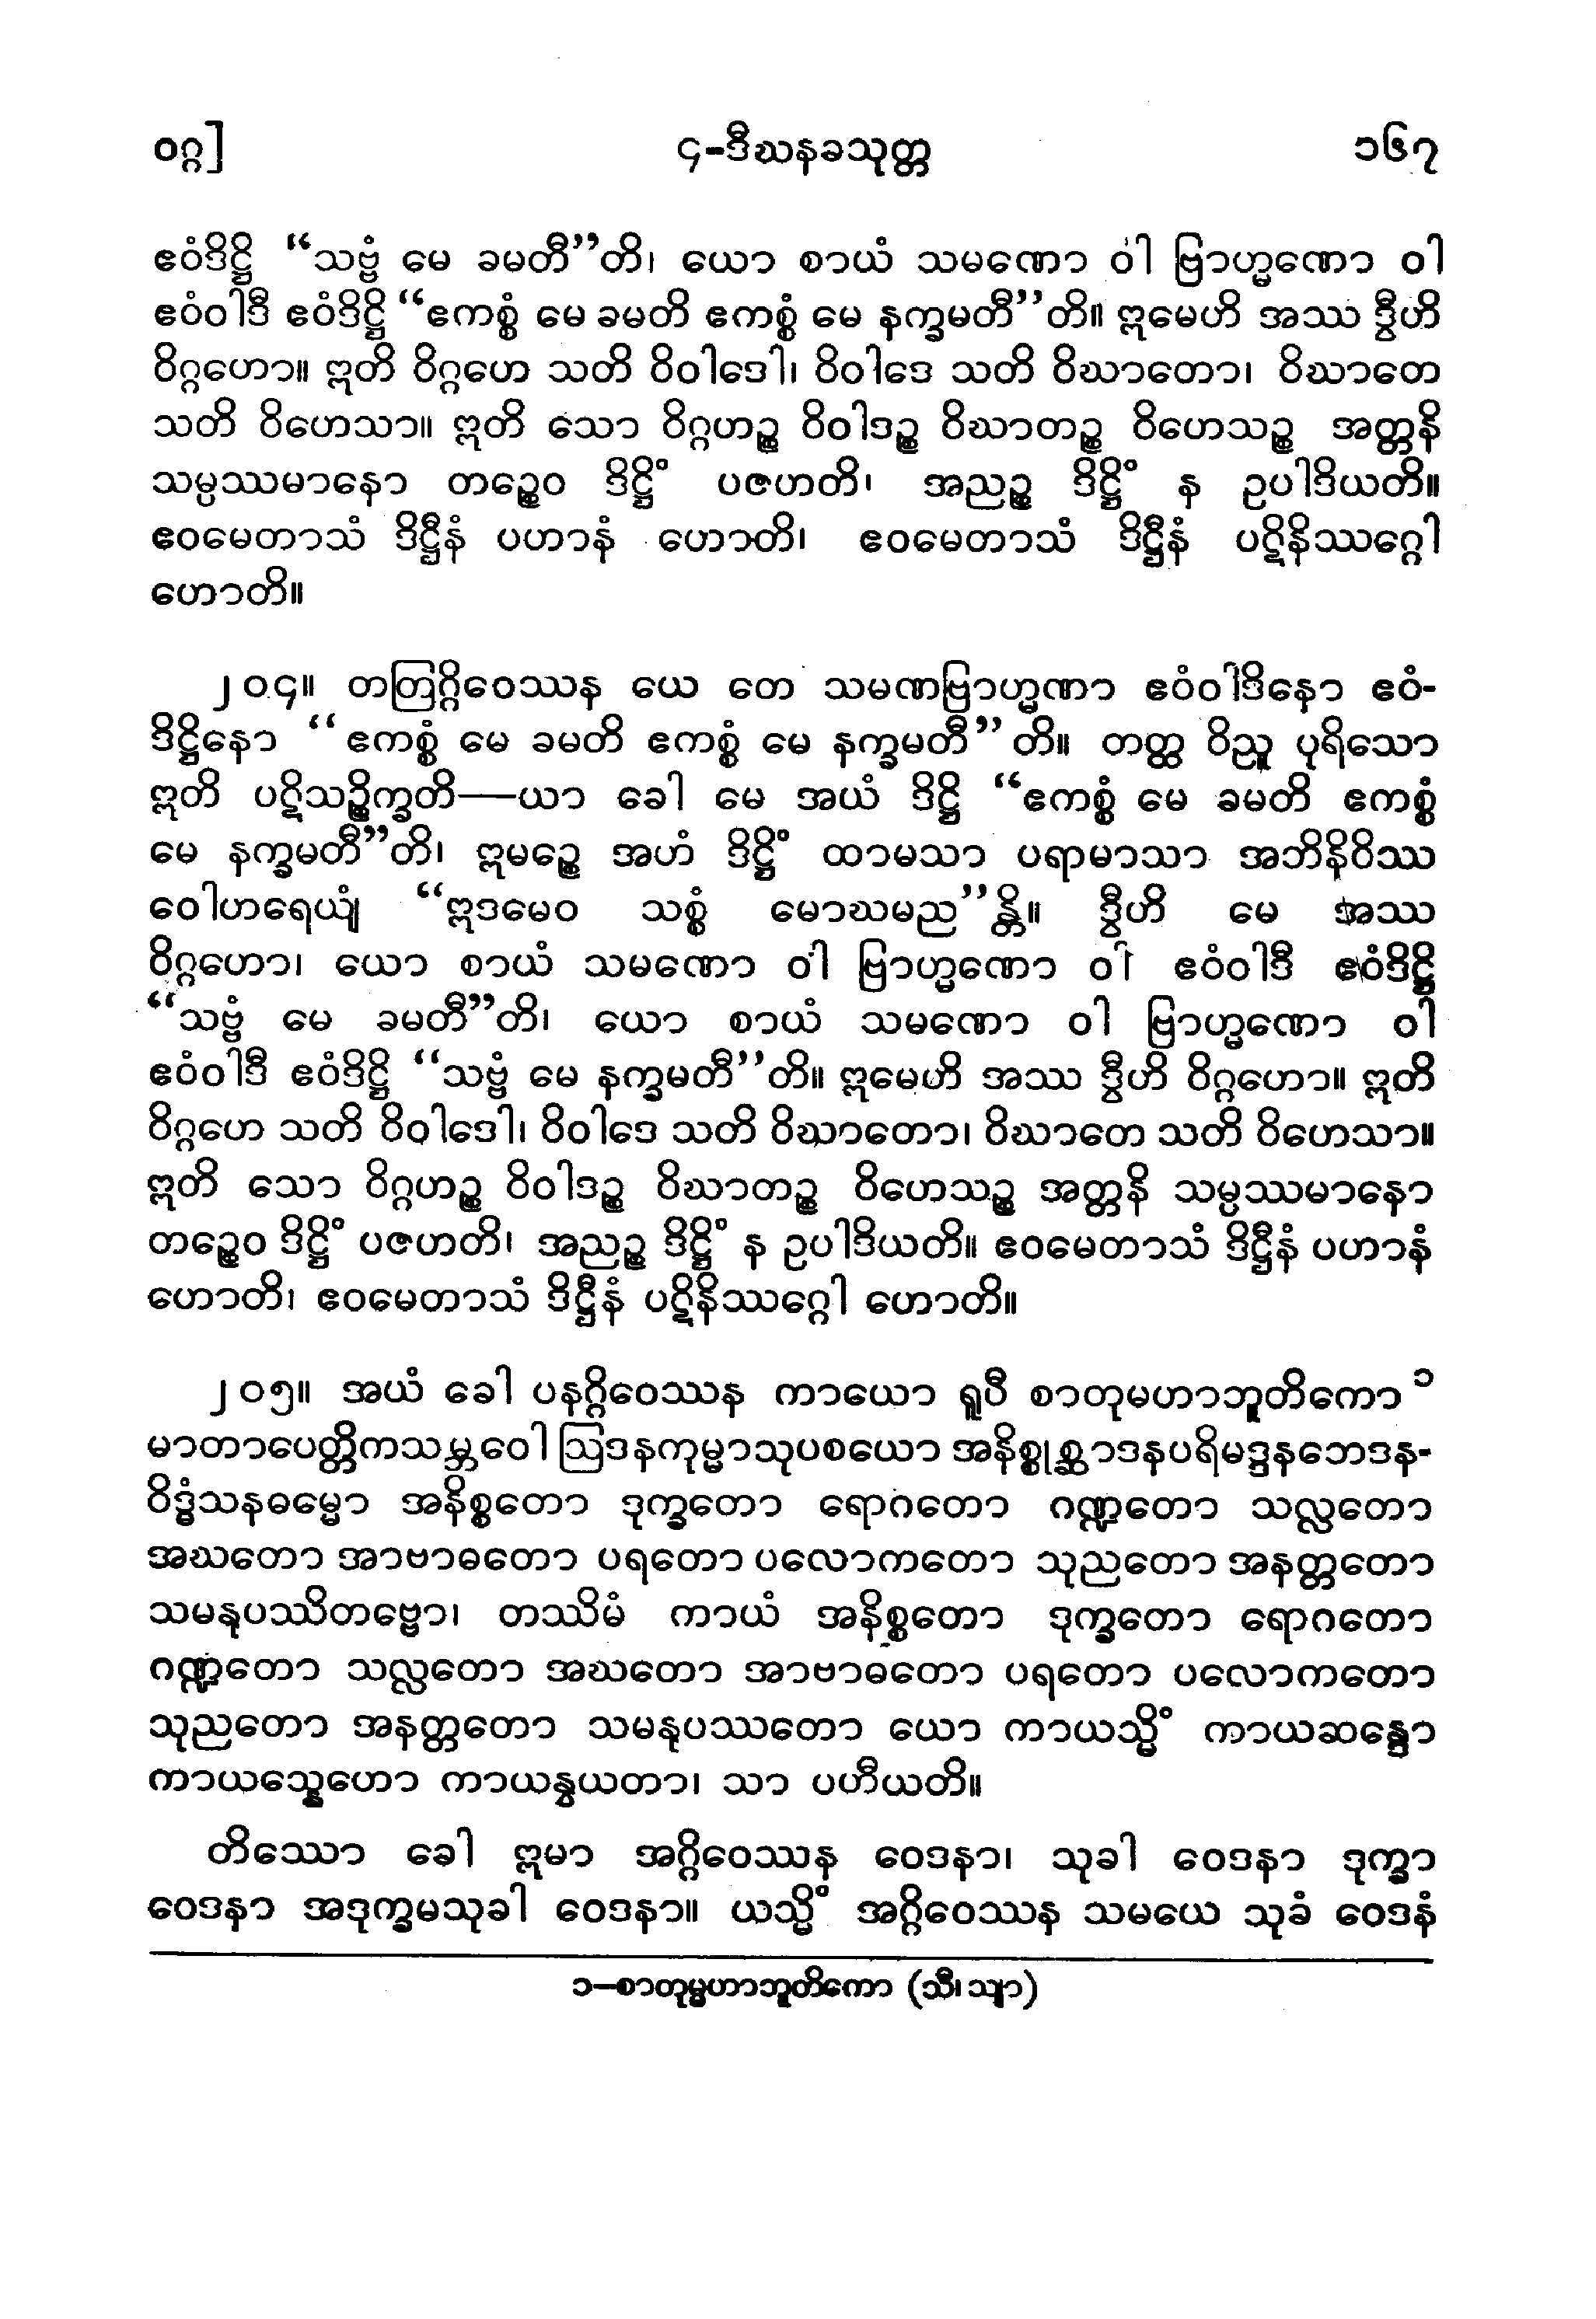 ဝဂ္ဂ] ၄-ဒီဃနခသုတ္တ ၁၆၇
ဧဝံဒိဋ္ဌိ “သဗ္ဗံ မေ ခမတီ”တိ၊ ယော စာယံ သမဏော ဝါ ဗြာဟ္မဏော ဝါ
ဧဝံဝါဒီ ဧဝံဒိဋ္ဌိ “ဧကစ္စံ မေ ခမတိ ဧကစ္စံ မေ နက္ခမတီ”တိ။ ဣမေဟိ အဿ ဒွီဟိ
ဝိဂ္ဂဟော။ ဣတိ ဝိဂ္ဂဟေ သတိ ဝိဝါဒေါ၊ ဝိဝါဒေ သတိ ဝိဃာတော၊ ဝိဃာတေ
သတိ ဝိဟေသာ။ ဣတိ သော ဝိဂ္ဂဟဉ္စ ဝိဝါဒဉ္စ ဝိဃာတဉ္စ ဝိဟေသဉ္စ အတ္တနိ
သမ္ပဿမာနော တဉ္စေဝ ဒိဋ္ဌိံ ပဇဟတိ၊ အညဉ္စ ဒိဋ္ဌိံ န ဥပါဒိယတိ။
ဧဝမေတာသံ ဒိဋ္ဌီနံ ပဟာနံ ဟောတိ၊ ဧဝမေတာသံ ဒိဋ္ဌီနံ ပဋိနိဿဂ္ဂေါ
ဟောတိ။
၂၀၄။ တတြဂ္ဂိဝေဿန ယေ တေ သမဏဗြာဟ္မဏာ ဧဝံဝါဒိနော ဧဝံ-
ဒိဋ္ဌိနော “ဧကစ္စံ မေ ခမတိ ဧကစ္စံ မေ နက္ခမတီ”တိ။ တတ္ထ ဝိညူ ပုရိသော
ဣတိ ပဋိသဉ္စိက္ခတိ—ယာ ခေါ မေ အယံ ဒိဋ္ဌိ “ဧကစ္စံ မေ ခမတိ ဧကစ္စံ
မေ နက္ခမတီ”တိ၊ ဣမဉ္စေ အဟံ ဒိဋ္ဌိံ ထာမသာ ပရာမာသာ အဘိနိဝိဿ
ဝေါဟရေယျံ “ဣဒမေဝ သစ္စံ မောဃမည”န္တိ။ ဒွီဟိ မေ အဿ
ဝိဂ္ဂဟော၊ ယော စာယံ သမဏော ဝါ ဗြာဟ္မဏော ဝါ ဧဝံဝါဒီ ဧဝံဒိဋ္ဌိ
“သဗ္ဗံ မေ ခမတီ”တိ၊ ယော စာယံ သမဏော ဝါ ဗြာဟ္မဏော ဝါ
ဧဝံဝါဒီ ဧဝံဒိဋ္ဌိ “သဗ္ဗံ မေ နက္ခမတီ”တိ။ ဣမေဟိ အဿ ဒွီဟိ ဝိဂ္ဂဟော။ ဣတိ
ဝိဂ္ဂဟေ သတိ ဝိဝါဒေါ၊ ဝိဝါဒေ သတိ ဝိဃာတော၊ ဝိဃာတေ သတိ ဝိဟေသာ။
ဣတိ သော ဝိဂ္ဂဟဉ္စ ဝိဝါဒဉ္စ ဝိဃာတဉ္စ ဝိဟေသဉ္စ အတ္တနိ သမ္ပဿမာနော
တဉ္စေဝ ဒိဋ္ဌိံ ပဇဟတိ၊ အညဉ္စ ဒိဋ္ဌိံ န ဥပါဒိယတိ။ ဧဝမေတာသံ ဒိဋ္ဌီနံ ပဟာနံ
ဟောတိ၊ ဧဝမေတာသံ ဒိဋ္ဌီနံ ပဋိနိဿဂ္ဂေါ ဟောတိ။
၂၀၅။ အယံ ခေါ ပနဂ္ဂိဝေဿန ကာယော ရူပီ စာတုမဟာဘူတိကော ၁
မာတာပေတ္တိကသမ္ဘဝေါ ဩဒနကုမ္မာသုပစယော အနိစ္စုစ္ဆာဒနပရိမဒ္ဒနဘေဒန-
ဝိဒ္ဓံသနဓမ္မော အနိစ္စတော ဒုက္ခတော ရောဂတော ဂဏ္ဍတော သလ္လတော
အဃတော အာဗာဓတော ပရတော ပလောကတော သုညတော အနတ္တတော
သမနုပဿိတဗ္ဗော၊ တဿိမံ ကာယံ အနိစ္စတော ဒုက္ခတော ရောဂတော
ဂဏ္ဍတော သလ္လတော အဃတော အာဗာဓတော ပရတော ပလောကတော
သုညတော အနတ္တတော သမနုပဿတော ယော ကာယသ္မိံ ကာယဆန္ဒော
ကာယသ္နေဟော ကာယန္ဝယတာ၊ သာ ပဟီယတိ။
တိဿော ခေါ ဣမာ အဂ္ဂိဝေဿန ဝေဒနာ၊ သုခါ ဝေဒနာ ဒုက္ခာ
ဝေဒနာ အဒုက္ခမသုခါ ဝေဒနာ။ ယသ္မိံ အဂ္ဂိဝေဿန သမယေ သုခံ ဝေဒနံ
၁—စာတုမ္မဟာဘူတိကော (သီ၊ သျာ)